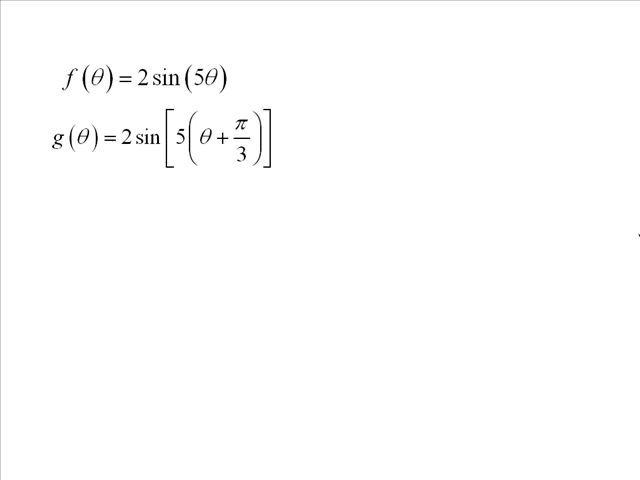 f(θ) = 2 sin(5θ)
g(θ) = 2 sin[5(θ + π/3)]